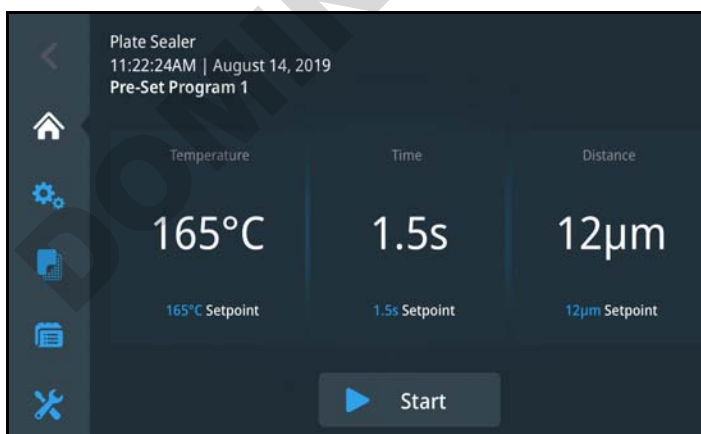 Plate Sealer
11:22:24AM | August 14, 2019
Pre-Set Program 1
Temperature
Time
Distance
165°C
1.5s
12µm
165°C Setpoint
1.5s Setpoint
12µm Setpoint
Start